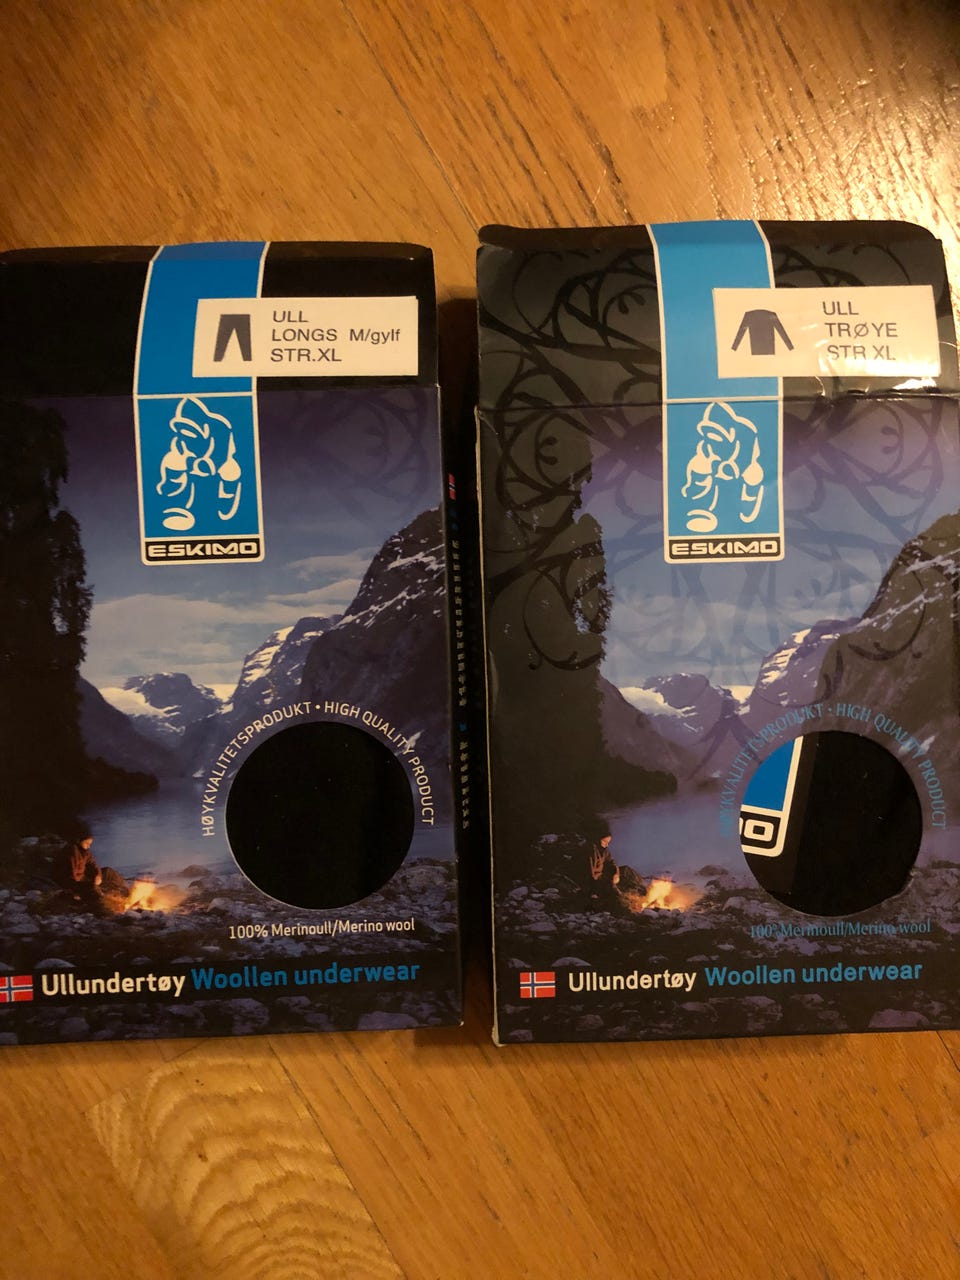 ULL
LONGS M/gylf
STR.XL
ESKIMO
HØYKVALITETSPRODUKT • HIGH QUALITY PRODUCT
100% Merinoull/Merino wool
Ullundertøy Woollen underwear
ULL
TRØYE
STR XL
ESKIMO
HØYKVALITETSPRODUKT • HIGH QUALITY PRODUCT
100% Merinoull/Merino wool
Ullundertøy Woollen underwear